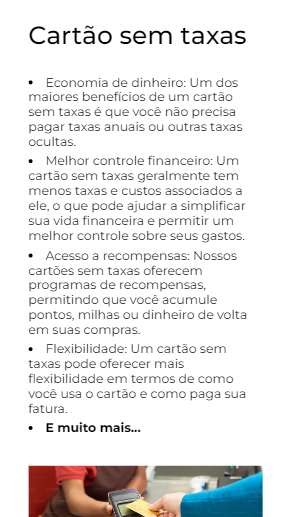 Cartão sem taxas
• Economia de dinheiro: Um dos
maiores benefícios de um cartão
sem taxas é que você não precisa
pagar taxas anuais ou outras taxas
ocultas.
• Melhor controle financeiro: Um
cartão sem taxas geralmente tem
menos taxas e custos associados a
ele, o que pode ajudar a simplificar
sua vida financeira e permitir um
melhor controle sobre seus gastos.
• Acesso a recompensas: Nossos
cartões sem taxas oferecem
programas de recompensas,
permitindo que você acumule
pontos, milhas ou dinheiro de volta
em suas compras.
• Flexibilidade: Um cartão sem
taxas pode oferecer mais
flexibilidade em termos de como
você usa o cartão e como paga sua
fatura.
• E muito mais...